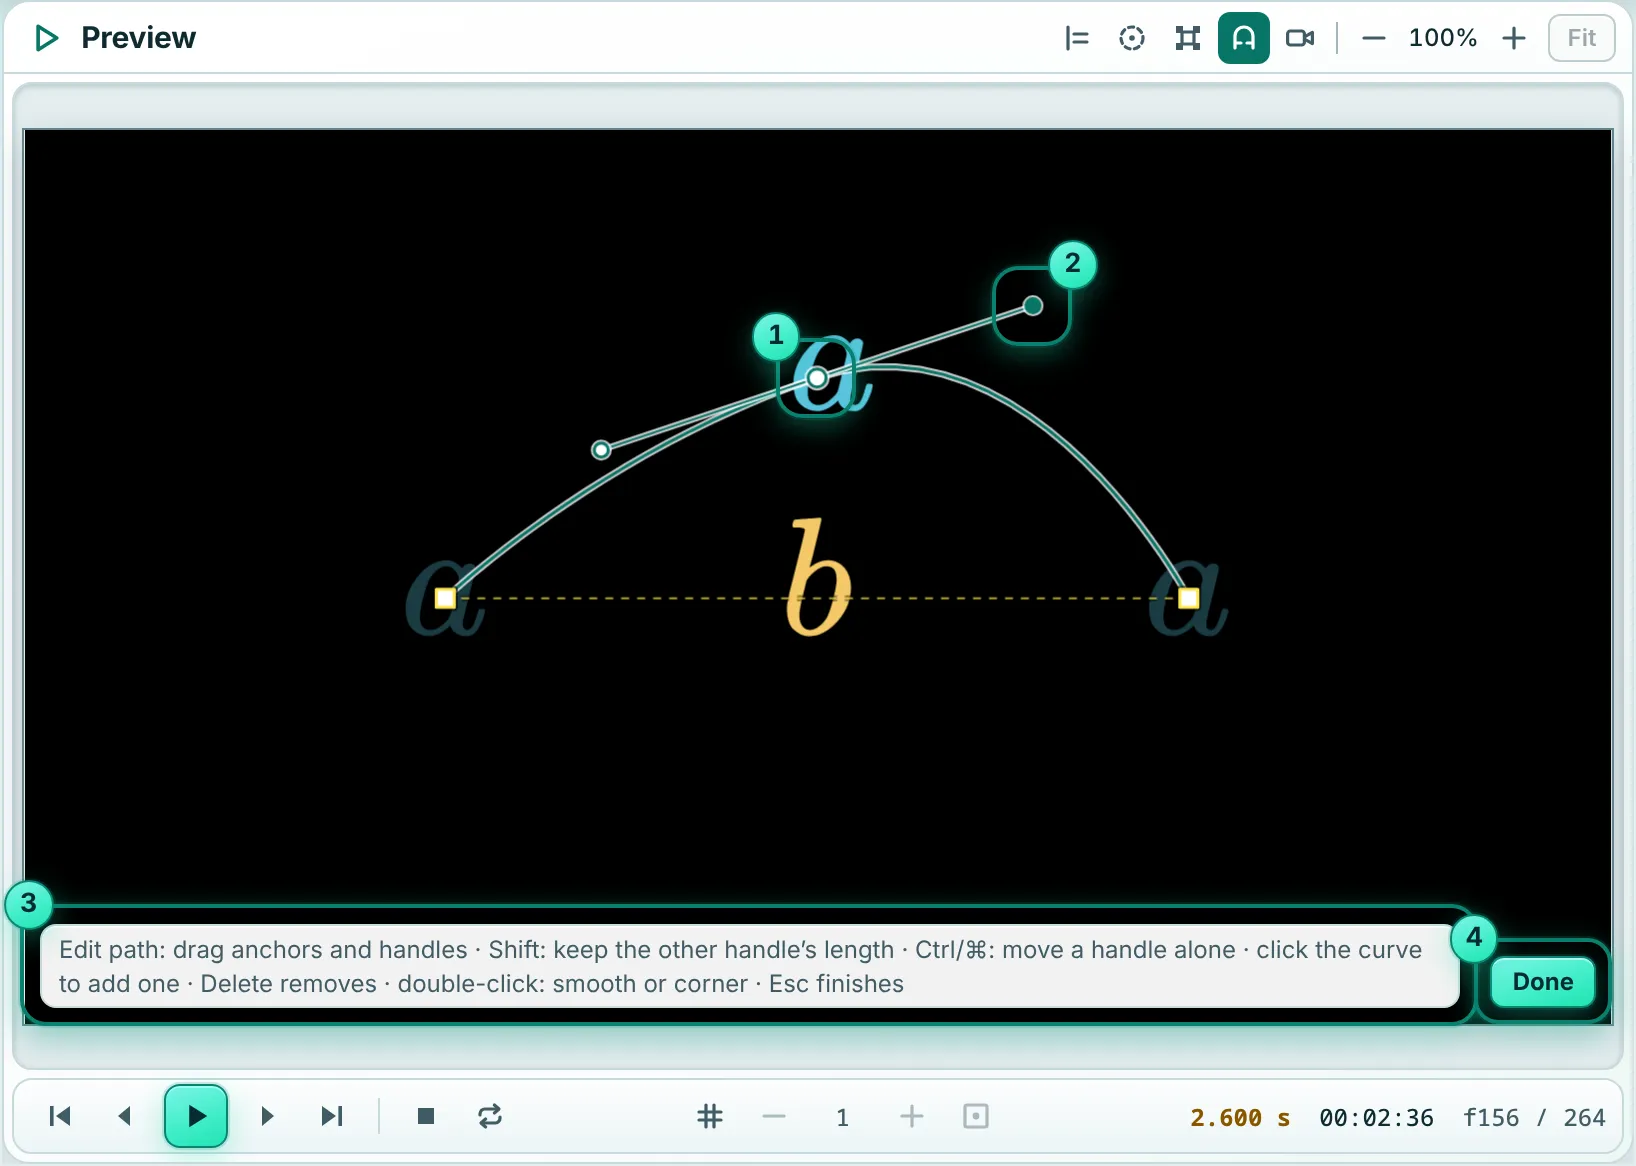 Preview
100%
Fit
2
1
a
b
a
a
3
4
Edit path: drag anchors and handles · Shift: keep the other handle’s length · Ctrl/⌘: move a handle alone · click the curve
to add one · Delete removes · double-click: smooth or corner · Esc finishes
Done
1
2.600 s
00:02:36
f156 / 264